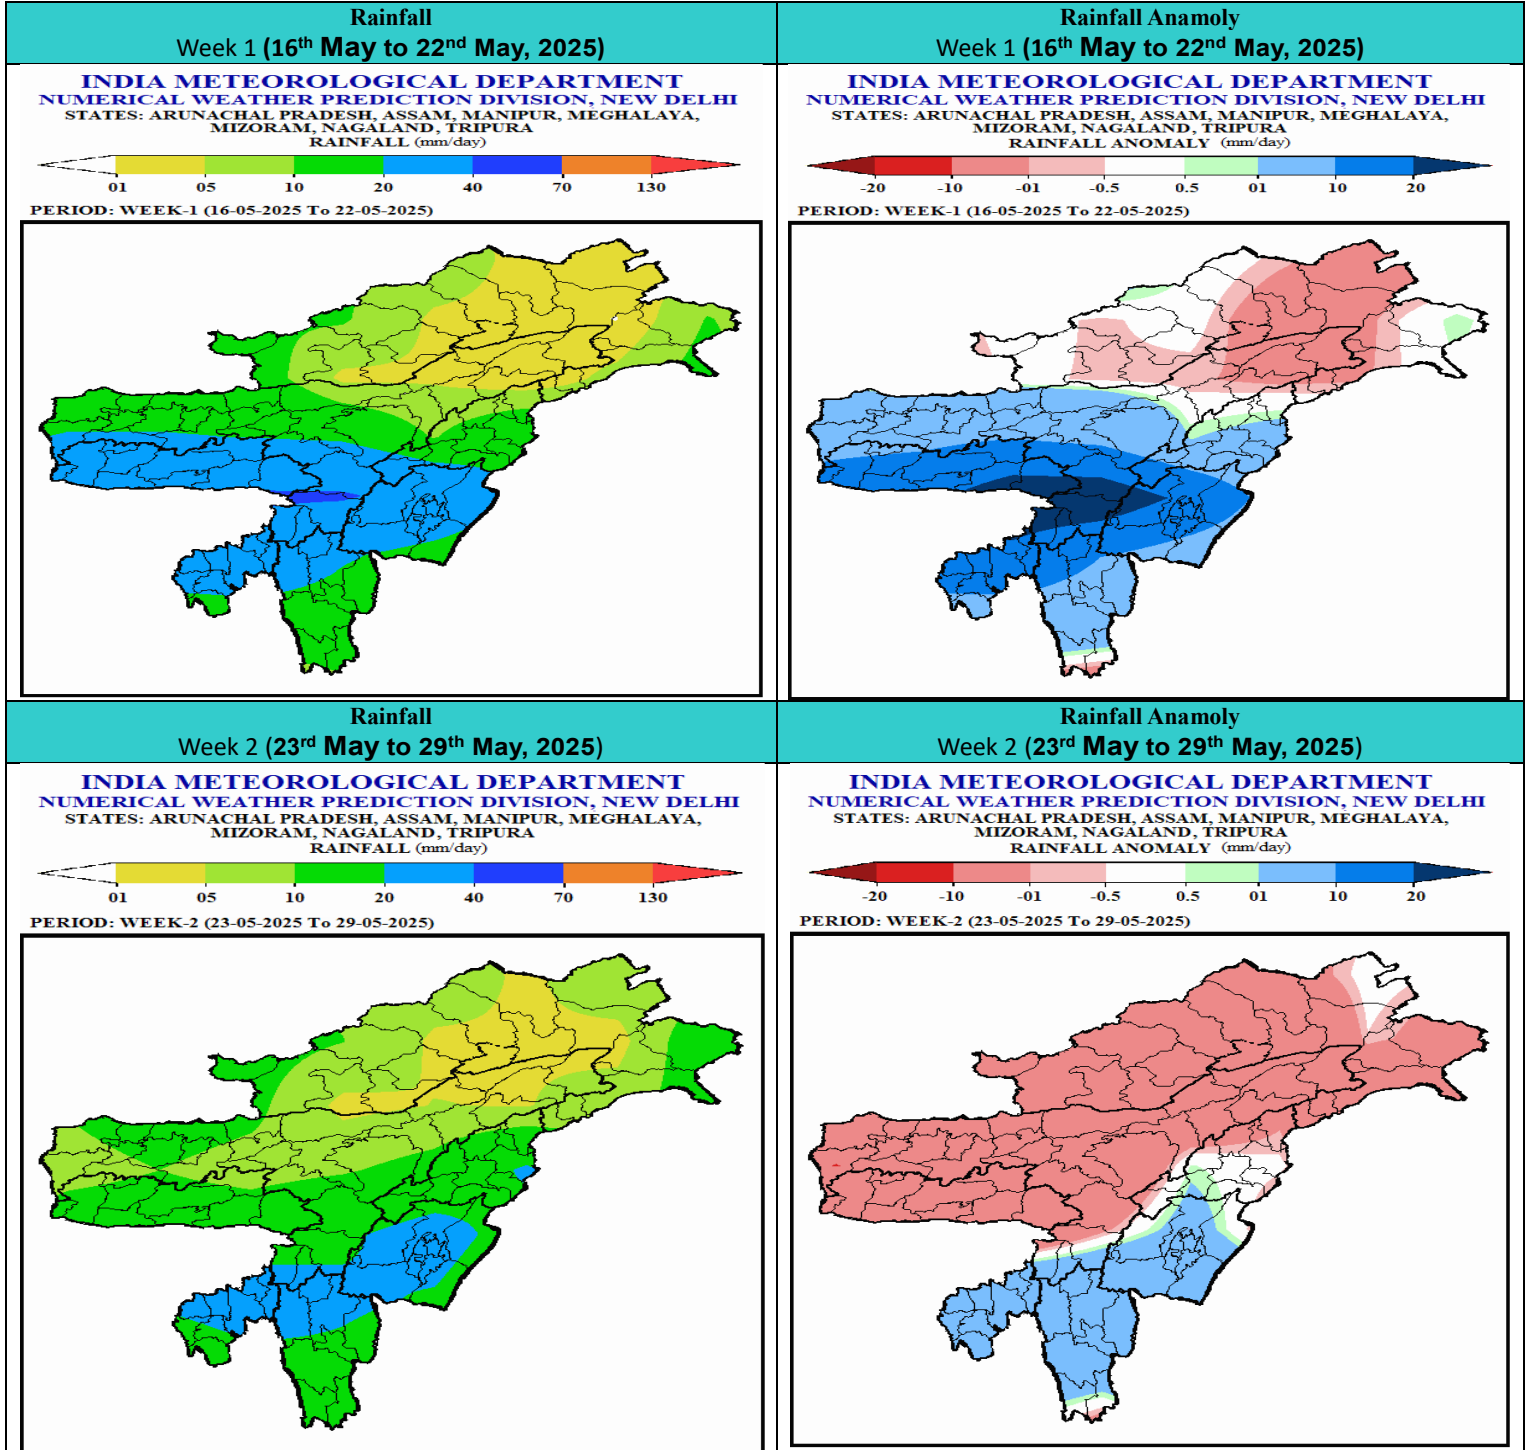 Rainfall
Week 1 (16th May to 22nd May, 2025)
Rainfall Anamoly
Week 1 (16th May to 22nd May, 2025)
INDIA METEOROLOGICAL DEPARTMENT
NUMERICAL WEATHER PREDICTION DIVISION, NEW DELHI
STATES: ARUNACHAL PRADESH, ASSAM, MANIPUR, MEGHALAYA,
MIZORAM, NAGALAND, TRIPURA
RAINFALL (mm/day)
01 05 10 20 40 70 130
PERIOD: WEEK-1 (16-05-2025 To 22-05-2025)
INDIA METEOROLOGICAL DEPARTMENT
NUMERICAL WEATHER PREDICTION DIVISION, NEW DELHI
STATES: ARUNACHAL PRADESH, ASSAM, MANIPUR, MEGHALAYA,
MIZORAM, NAGALAND, TRIPURA
RAINFALL ANOMALY (mm/day)
-20 -10 -01 -0.5 0.5 01 10 20
PERIOD: WEEK-1 (16-05-2025 To 22-05-2025)
Rainfall
Week 2 (23rd May to 29th May, 2025)
Rainfall Anamoly
Week 2 (23rd May to 29th May, 2025)
INDIA METEOROLOGICAL DEPARTMENT
NUMERICAL WEATHER PREDICTION DIVISION, NEW DELHI
STATES: ARUNACHAL PRADESH, ASSAM, MANIPUR, MEGHALAYA,
MIZORAM, NAGALAND, TRIPURA
RAINFALL (mm/day)
01 05 10 20 40 70 130
PERIOD: WEEK-2 (23-05-2025 To 29-05-2025)
INDIA METEOROLOGICAL DEPARTMENT
NUMERICAL WEATHER PREDICTION DIVISION, NEW DELHI
STATES: ARUNACHAL PRADESH, ASSAM, MANIPUR, MEGHALAYA,
MIZORAM, NAGALAND, TRIPURA
RAINFALL ANOMALY (mm/day)
-20 -10 -01 -0.5 0.5 01 10 20
PERIOD: WEEK-2 (23-05-2025 To 29-05-2025)